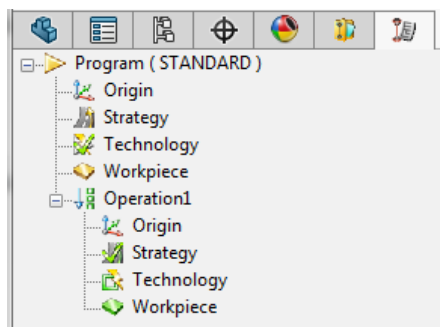 Program ( STANDARD )
Origin
Strategy
Technology
Workpiece
Operation1
Origin
Strategy
Technology
Workpiece